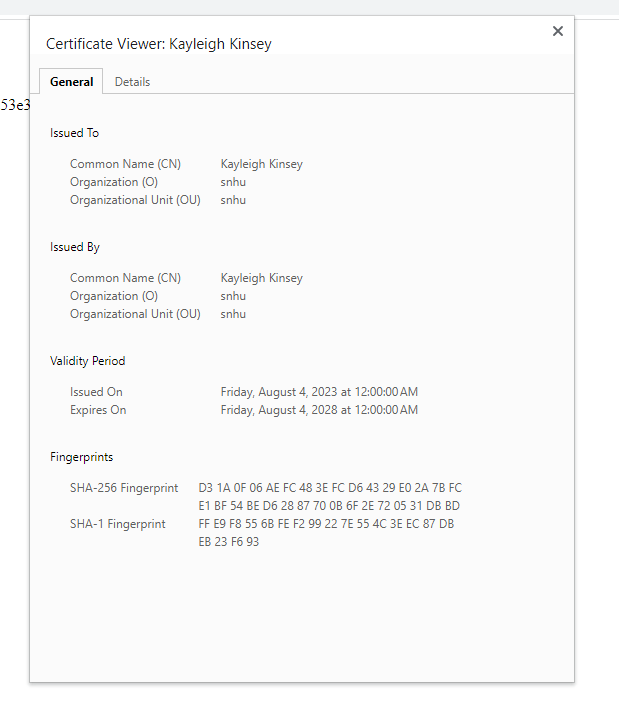 Certificate Viewer: Kayleigh Kinsey
General Details
53e3
Issued To
Common Name (CN) Kayleigh Kinsey
Organization (O) snhu
Organizational Unit (OU) snhu
Issued By
Common Name (CN) Kayleigh Kinsey
Organization (O) snhu
Organizational Unit (OU) snhu
Validity Period
Issued On Friday, August 4, 2023 at 12:00:00 AM
Expires On Friday, August 4, 2028 at 12:00:00 AM
Fingerprints
SHA-256 Fingerprint D3 1A 0F 06 AE FC 48 3E FC D6 43 29 E0 2A 7B FC
E1 BF 54 BE D6 28 87 70 0B 6F 2E 72 05 31 DB BD
SHA-1 Fingerprint FF E9 F8 55 6B FE F2 99 22 7E 55 4C 3E EC 87 DB
EB 23 F6 93